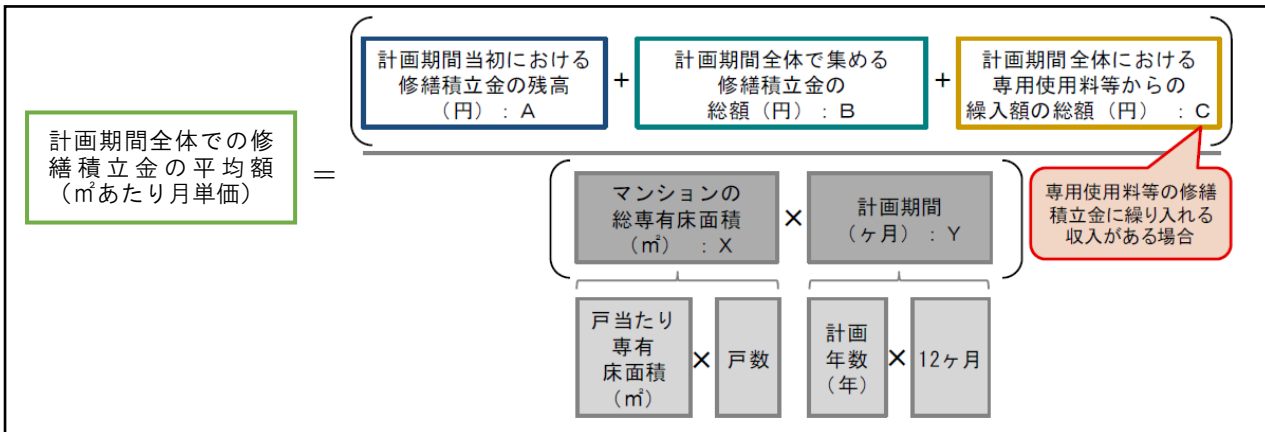 計画期間全体での修
繕積立金の平均額
（㎡あたり月単価）
＝
計画期間当初における
修繕積立金の残高
（円）：A
+
計画期間全体で集める
修繕積立金の
総額（円）：B
+
計画期間全体における
専用使用料等からの
繰入額の総額（円）：C
マンションの
総専有床面積
（㎡）：X
×
計画期間
（ヶ月）：Y
専用使用料等の修繕
積立金に繰り入れる
収入がある場合
戸当たり
専有
床面積
（㎡）
×
戸数
計画
年数
（年）
×
12ヶ月